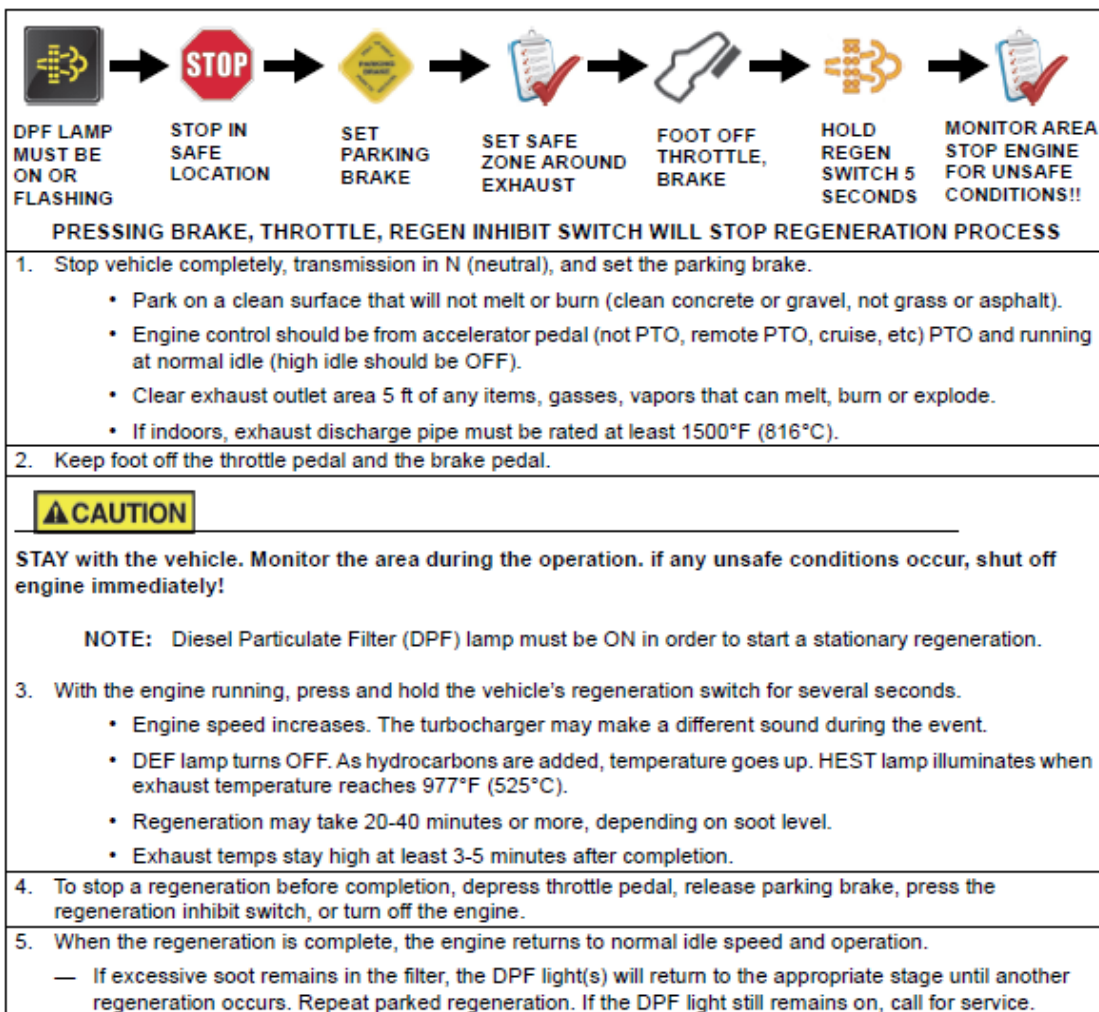 STOP
PARKING
BRAKE
DPF LAMP
MUST BE
ON OR
FLASHING
STOP IN
SAFE
LOCATION
SET
PARKING
BRAKE
SET SAFE
ZONE AROUND
EXHAUST
FOOT OFF
THROTTLE,
BRAKE
HOLD
REGEN
SWITCH 5
SECONDS
MONITOR AREA
STOP ENGINE
FOR UNSAFE
CONDITIONS!!
PRESSING BRAKE, THROTTLE, REGEN INHIBIT SWITCH WILL STOP REGENERATION PROCESS
1. Stop vehicle completely, transmission in N (neutral), and set the parking brake.
• Park on a clean surface that will not melt or burn (clean concrete or gravel, not grass or asphalt).
• Engine control should be from accelerator pedal (not PTO, remote PTO, cruise, etc) PTO and running
at normal idle (high idle should be OFF).
• Clear exhaust outlet area 5 ft of any items, gasses, vapors that can melt, burn or explode.
• If indoors, exhaust discharge pipe must be rated at least 1500°F (816°C).
2. Keep foot off the throttle pedal and the brake pedal.
CAUTION
STAY with the vehicle. Monitor the area during the operation. if any unsafe conditions occur, shut off
engine immediately!
NOTE: Diesel Particulate Filter (DPF) lamp must be ON in order to start a stationary regeneration.
3. With the engine running, press and hold the vehicle's regeneration switch for several seconds.
• Engine speed increases. The turbocharger may make a different sound during the event.
• DEF lamp turns OFF. As hydrocarbons are added, temperature goes up. HEST lamp illuminates when
exhaust temperature reaches 977°F (525°C).
• Regeneration may take 20-40 minutes or more, depending on soot level.
• Exhaust temps stay high at least 3-5 minutes after completion.
4. To stop a regeneration before completion, depress throttle pedal, release parking brake, press the
regeneration inhibit switch, or turn off the engine.
5. When the regeneration is complete, the engine returns to normal idle speed and operation.
— If excessive soot remains in the filter, the DPF light(s) will return to the appropriate stage until another
regeneration occurs. Repeat parked regeneration. If the DPF light still remains on, call for service.